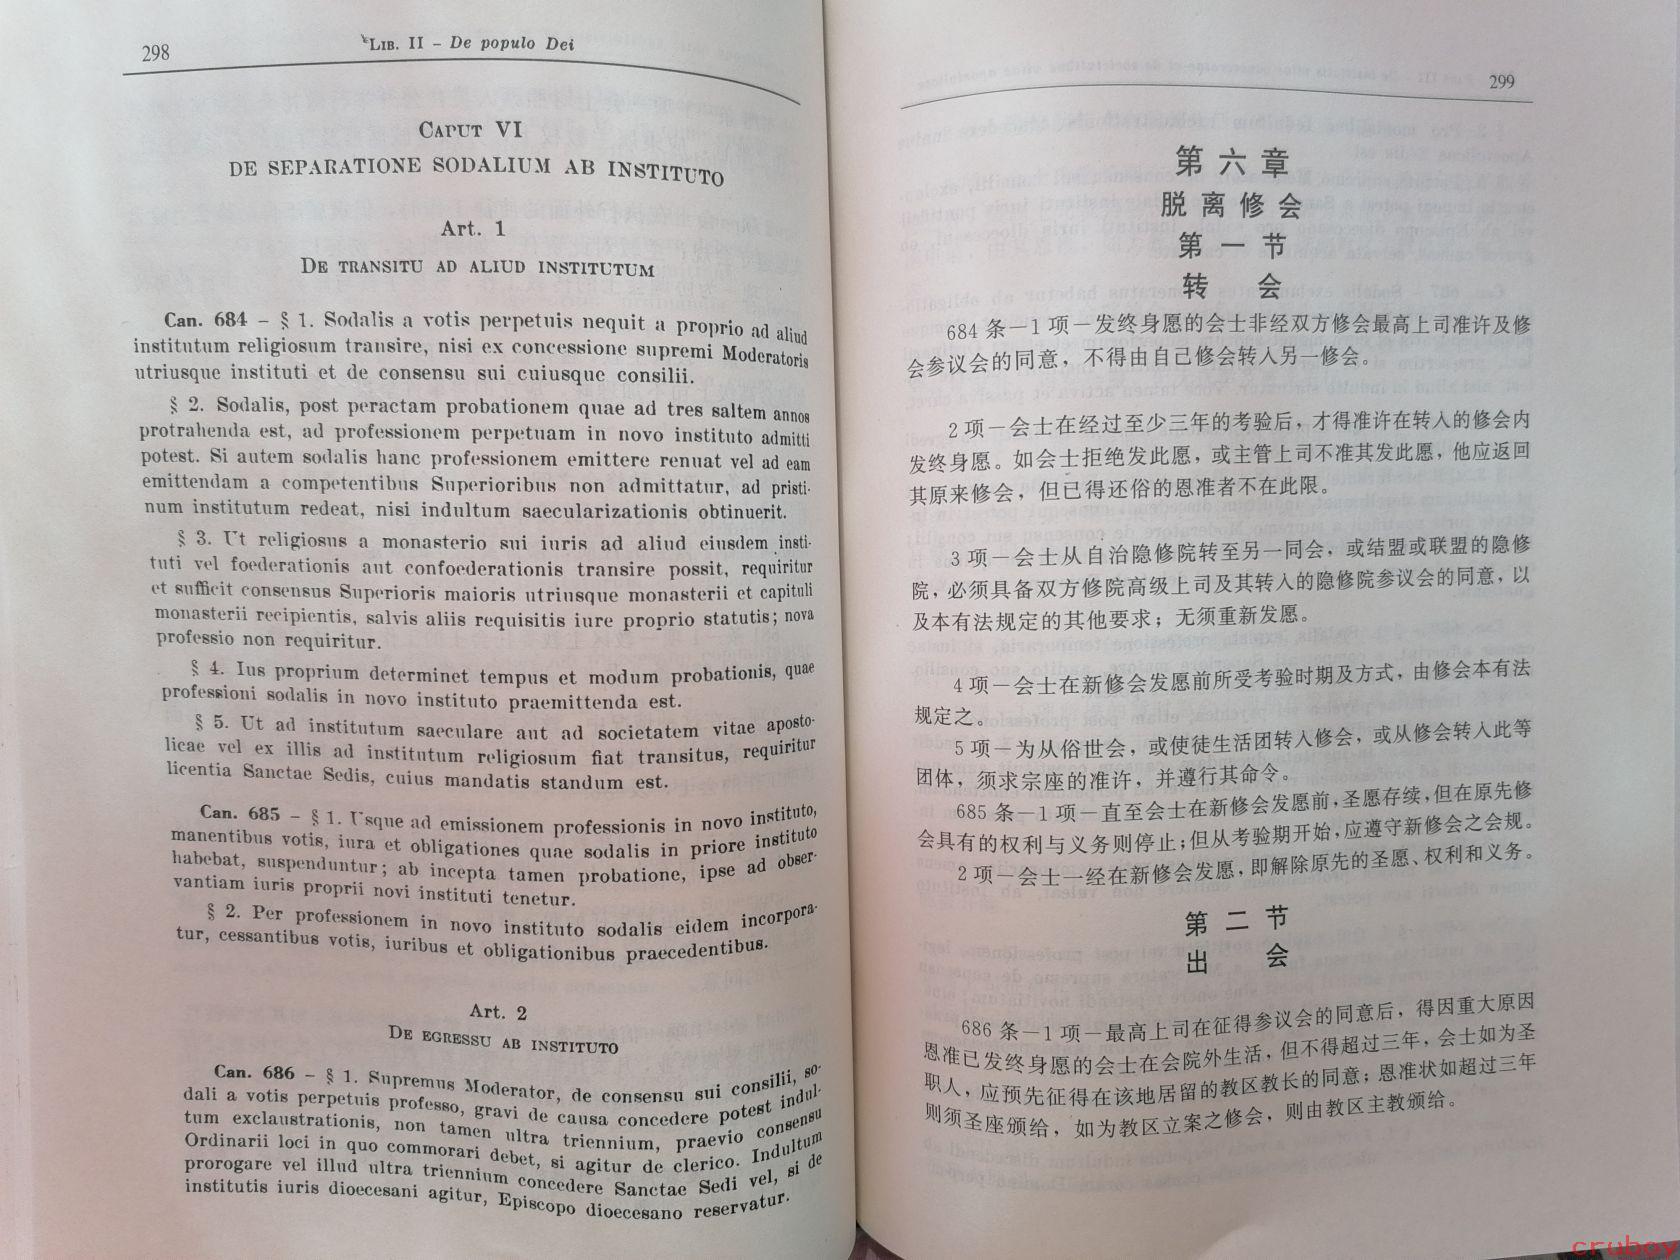 298
LIB. II – De populo Dei
CAPUT VI
DE SEPARATIONE SODALIUM AB INSTITUTO
Art. 1
DE TRANSITU AD ALIUD INSTITUTUM
Can. 684 – § 1. Sodalis a votis perpetuis nequit a proprio ad aliud
institutum religiosum transire, nisi ex concessione supremi Moderatoris
utriusque instituti et de consensu sui cuiusque consilii.
§ 2. Sodalis, post peractam probationem quae ad tres saltem annos
protrahenda est, ad professionem perpetuam in novo instituto admitti
potest. Si autem sodalis hanc professionem emittere renuat vel ad eam
emittendam a competentibus Superioribus non admittatur, ad pristi-
num institutum redeat, nisi indultum saecularizationis obtinuerit.
§ 3. Ut religiosus a monasterio sui iuris ad aliud eiusdem insti-
tuti vel foederationis aut confoederationis transire possit, requiritur
et sufficit consensus Superioris maioris utriusque monasterii et capituli
monasterii recipientis, salvis aliis requisitis iure proprio statutis; nova
professio non requiritur.
§ 4. Ius proprium determinet tempus et modum probationis, quae
professioni sodalis in novo instituto praemittenda est.
§ 5. Ut ad institutum saeculare aut ad societatem vitae aposto-
licae vel ex illis ad institutum religiosum fiat transitus, requiritur
licentia Sanctae Sedis, cuius mandatis standum est.
Can. 685 – § 1. Usque ad emissionem professionis in novo instituto,
manentibus votis, iura et obligationes quae sodalis in priore instituto
habebat, suspenduntur; ab incepta tamen probatione, ipse ad obser-
vantiam iuris proprii novi instituti tenetur.
§ 2. Per professionem in novo instituto sodalis eidem incorpora-
tur, cessantibus votis, iuribus et obligationibus praecedentibus.
Art. 2
DE EGRESSU AB INSTITUTO
Can. 686 – § 1. Supremus Moderator, de consensu sui consilii, so-
dali a votis perpetuis professo, gravi de causa concedere potest indul-
tum exclaustrationis, non tamen ultra triennium, praevio consensu
Ordinarii loci in quo commorari debet, si agitur de clerico. Indultum
prorogare vel illud ultra triennium concedere Sanctae Sedi vel, si de
institutis iuris dioecesani agitur, Episcopo dioecesano reservatur.
299
第六章
脱离修会
第一节
转会
684 条－1 项－发终身愿的会士非经双方修会最高上司准许及修
会参议会的同意，不得由自己修会转入另一修会。
2 项－会士在经过至少三年的考验后，才得准许在转入的修会内
发终身愿。如会士拒绝发此愿，或主管上司不准其发此愿，他应返回
其原来修会，但已得还俗的恩准者不在此限。
3 项－会士从自治隐修院转至另一同会，或结盟或联盟的隐修
院，必须具备双方修院高级上司及其转入的隐修院参议会的同意，以
及本有法规定的其他要求；无须重新发愿。
4 项－会士在新修会发愿前所受考验时期及方式，由修会本有法
规定之。
5 项－为从俗世会，或使徒生活团转入修会，或从修会转入此等
团体，须求宗座的准许，并遵行其命令。
685 条－1 项－直至会士在新修会发愿前，圣愿存续，但在原先修
会具有的权利与义务则停止；但从考验期开始，应遵守新修会之会规。
2 项－会士一经在新修会发愿，即解除原先的圣愿、权利和义务。
第二节
出会
686 条－1 项－最高上司在征得参议会的同意后，得因重大原因
恩准已发终身愿的会士在会院外生活，但不得超过三年，会士如为圣
职人，应预先征得在该地居留的教区教长的同意；恩准状如超过三年
则须圣座颁给，如为教区立案之修会，则由教区主教颁给。